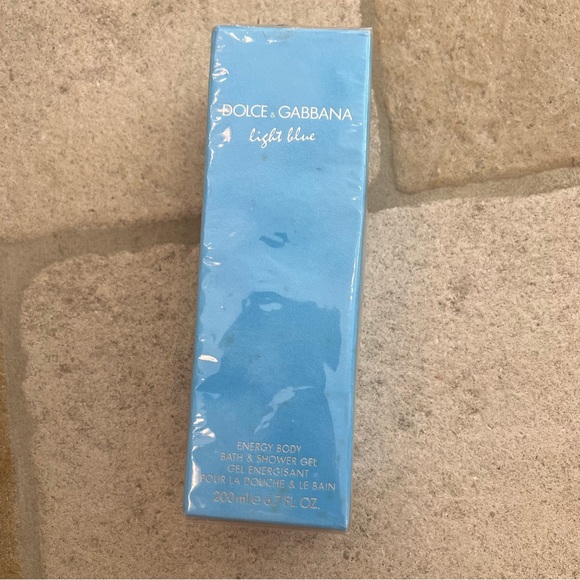 DOLCE & GABBANA
light blue
ENERGY BODY
BATH & SHOWER GEL
GEL ENERGISANT
POUR LA DOUCHE & LE BAIN
200 ml e 6.7 FL. OZ.